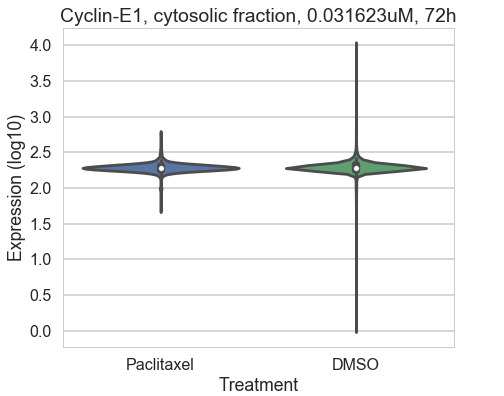 Cyclin-E1, cytosolic fraction, 0.031623uM, 72h
4.0
3.5
3.0
2.5
2.0
1.5
1.0
0.5
0.0
Expression (log10)
Paclitaxel DMSO
Treatment